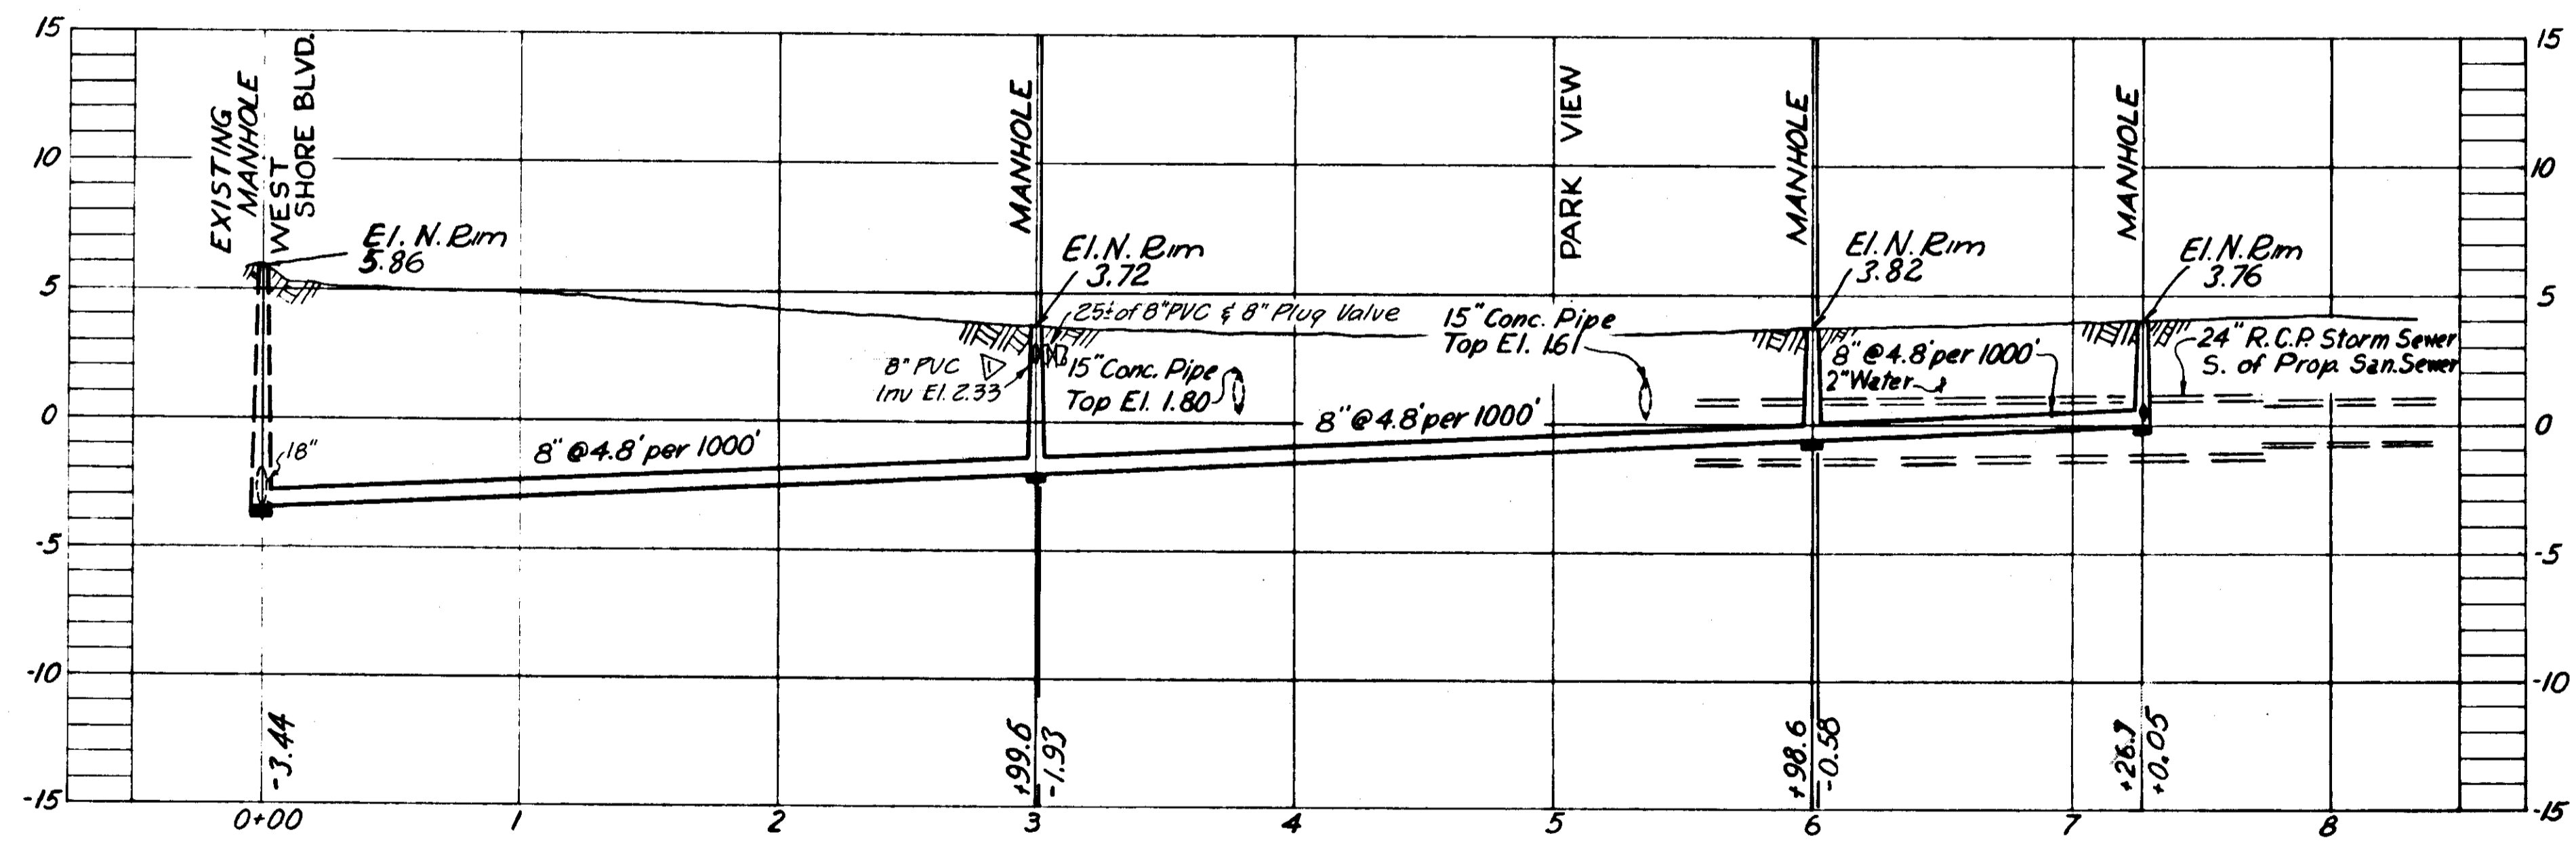 15
10
5
0
-5
-10
-15
EXISTING
MANHOLE
WEST
SHORE BLVD.
El. N. Rim
5.86
18"
8" @ 4.8' per 1000'
MANHOLE
El. N. Rim
3.72
25± of 8" PVC & 8" Plug Valve
8" PVC 1
Inv El. 2.33
15" Conc. Pipe
Top El. 1.80
8" @ 4.8' per 1000'
PARK VIEW
15" Conc. Pipe
Top El. 1.61
MANHOLE
El. N. Rim
3.82
8" @ 4.8' per 1000'
2" Water
MANHOLE
El. N. Rim
3.76
24" R.C.P. Storm Sewer
S. of Prop. San. Sewer
15
10
5
0
-5
-10
-15
-3.44
+99.6
-1.93
+98.6
-0.58
+0.05
0+00 1 2 3 4 5 6 7 8